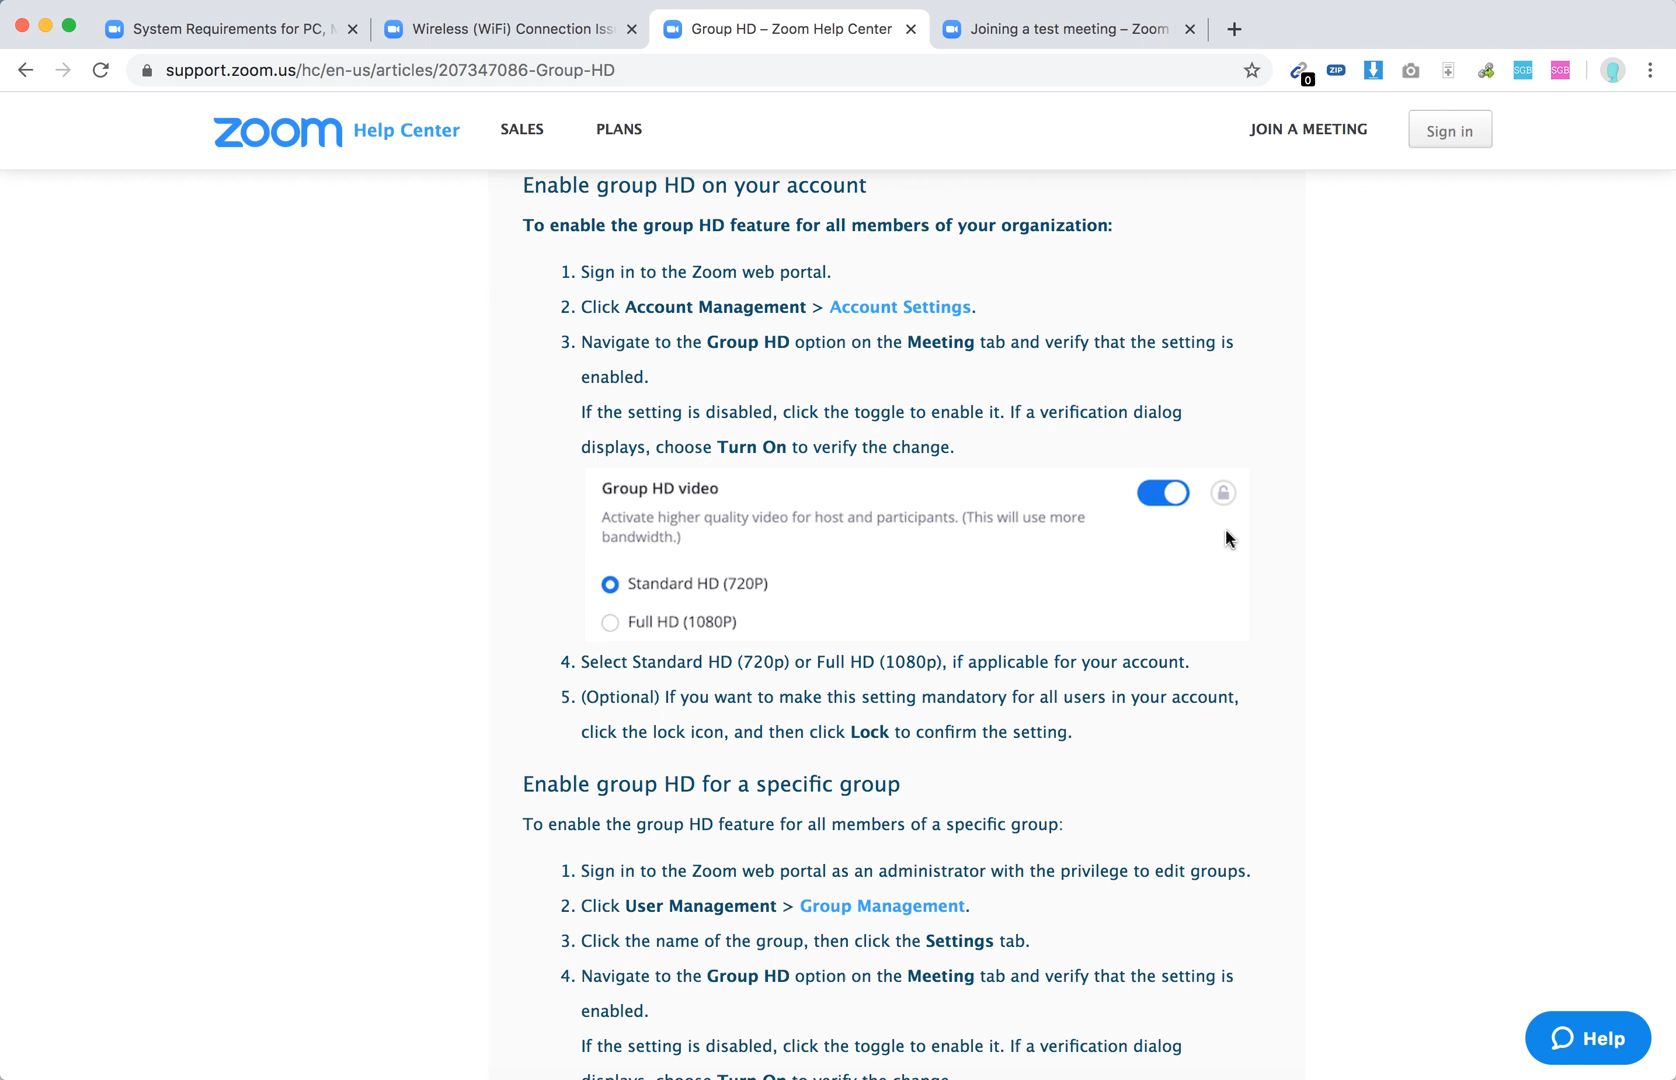 System Requirements for PC,
Wireless (WiFi) Connection Iss
Group HD – Zoom Help Center
Joining a test meeting – Zoom
support.zoom.us/hc/en-us/articles/207347086-Group-HD
0
ZIP
SGB
SGB
zoom Help Center
SALES
PLANS
JOIN A MEETING
Sign in
Enable group HD on your account
To enable the group HD feature for all members of your organization:
1. Sign in to the Zoom web portal.
2. Click Account Management > Account Settings.
3. Navigate to the Group HD option on the Meeting tab and verify that the setting is
enabled.
If the setting is disabled, click the toggle to enable it. If a verification dialog
displays, choose Turn On to verify the change.
Group HD video
Activate higher quality video for host and participants. (This will use more
bandwidth.)
Standard HD (720P)
Full HD (1080P)
4. Select Standard HD (720p) or Full HD (1080p), if applicable for your account.
5. (Optional) If you want to make this setting mandatory for all users in your account,
click the lock icon, and then click Lock to confirm the setting.
Enable group HD for a specific group
To enable the group HD feature for all members of a specific group:
1. Sign in to the Zoom web portal as an administrator with the privilege to edit groups.
2. Click User Management > Group Management.
3. Click the name of the group, then click the Settings tab.
4. Navigate to the Group HD option on the Meeting tab and verify that the setting is
enabled.
If the setting is disabled, click the toggle to enable it. If a verification dialog
displays, choose Turn On to verify the change.
Help